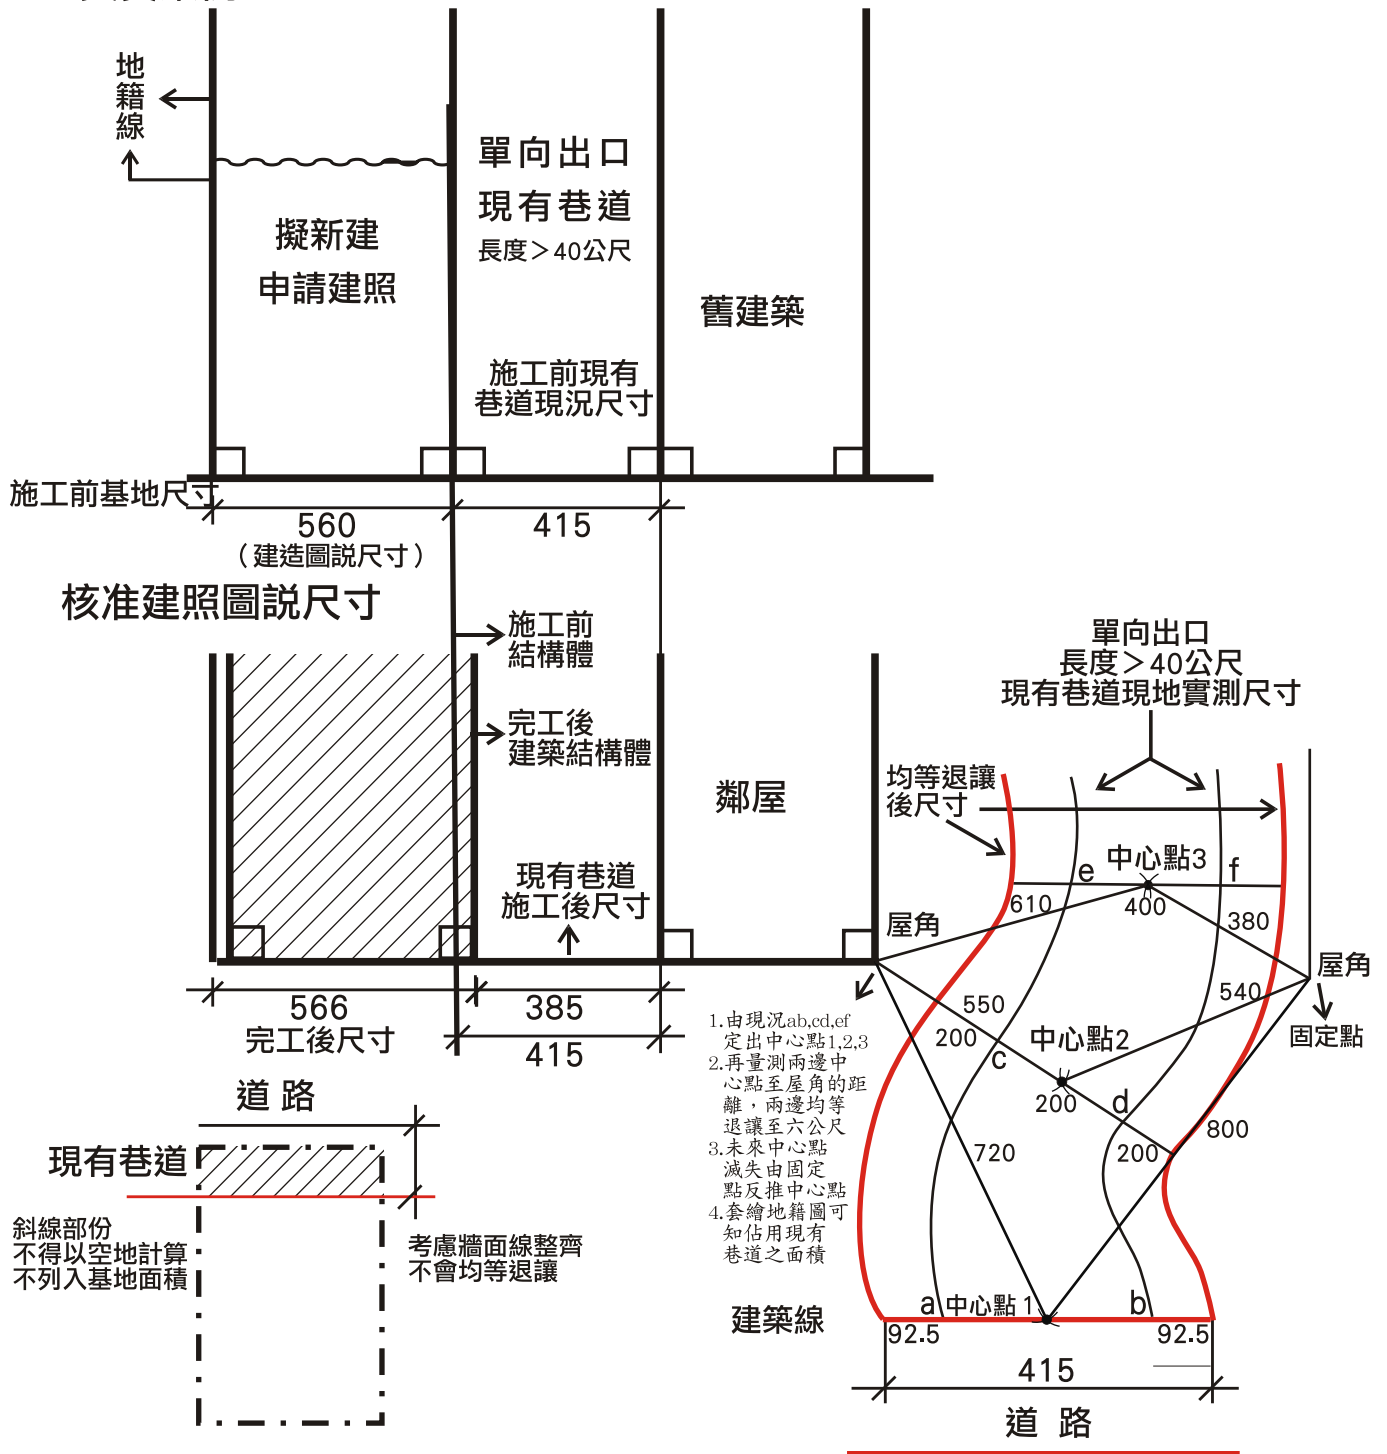 地籍線
擬新建
申請建照
單向出口
現有巷道
長度＞40公尺
舊建築
施工前現有
巷道現況尺寸
施工前基地尺寸
560
415
（建造圖説尺寸）
核准建照圖説尺寸
施工前
結構體
完工後
建築結構體
鄰屋
現有巷道
施工後尺寸
566
385
完工後尺寸
415
道路
現有巷道
斜線部份
不得以空地計算
不列入基地面積
考慮牆面線整齊
不會均等退讓
單向出口
長度＞40公尺
現有巷道現地實測尺寸
均等退讓
後尺寸
e
中心點3
f
610
400
380
屋角
屋角
550
540
200
中心點2
固定點
c
200
d
720
200
800
1.由現況ab,cd,ef
定出中心點1,2,3
2.再量測兩邊中
心點至屋角的距
離，兩邊均等
退讓至六公尺
3.未來中心點
滅失由固定
點反推中心點
4.套繪地籍圖可
知佔用現有
巷道之面積
建築線
a
中心點1
b
92.5
92.5
415
道路